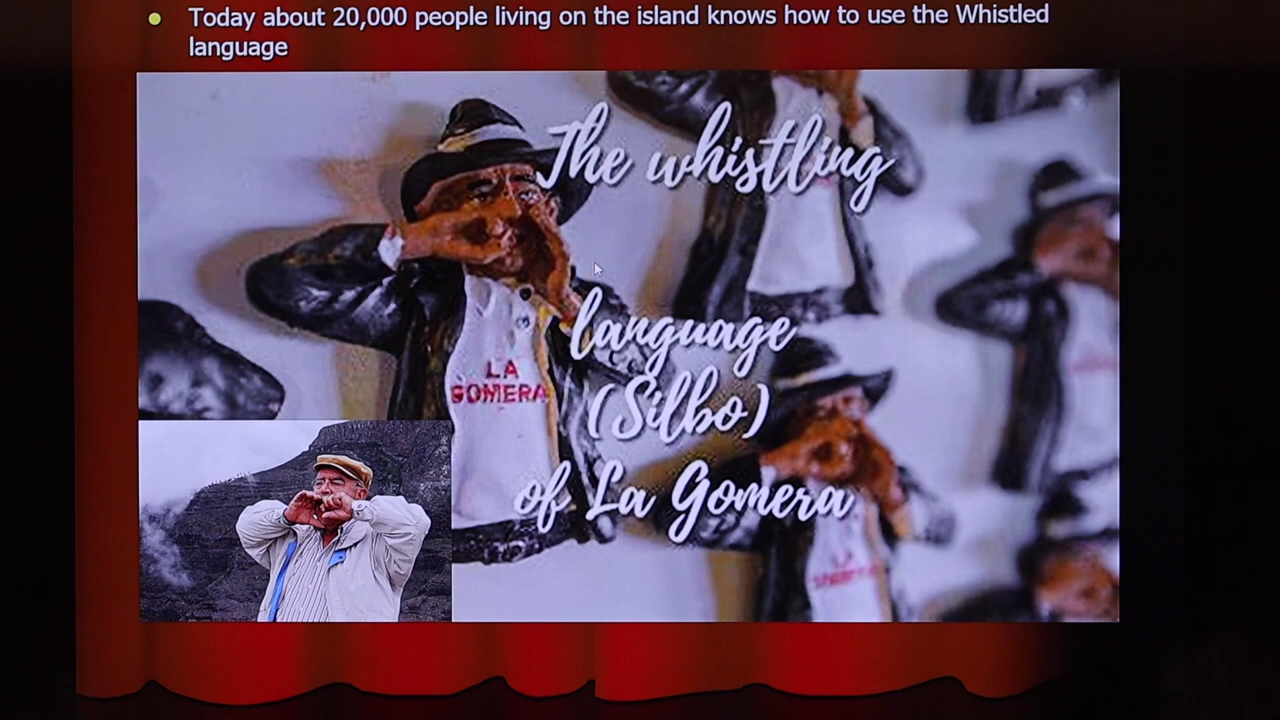 Today about 20,000 people living on the island knows how to use the Whistled
language
The whistling
LA
GOMERA
language
(Silbo)
of La Gomera
LA